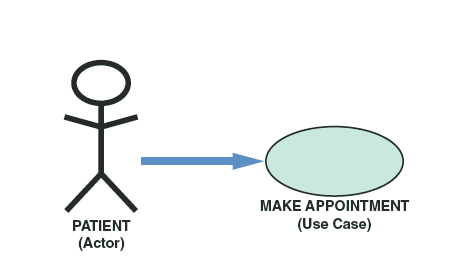 PATIENT
(Actor)
MAKE APPOINTMENT
(Use Case)